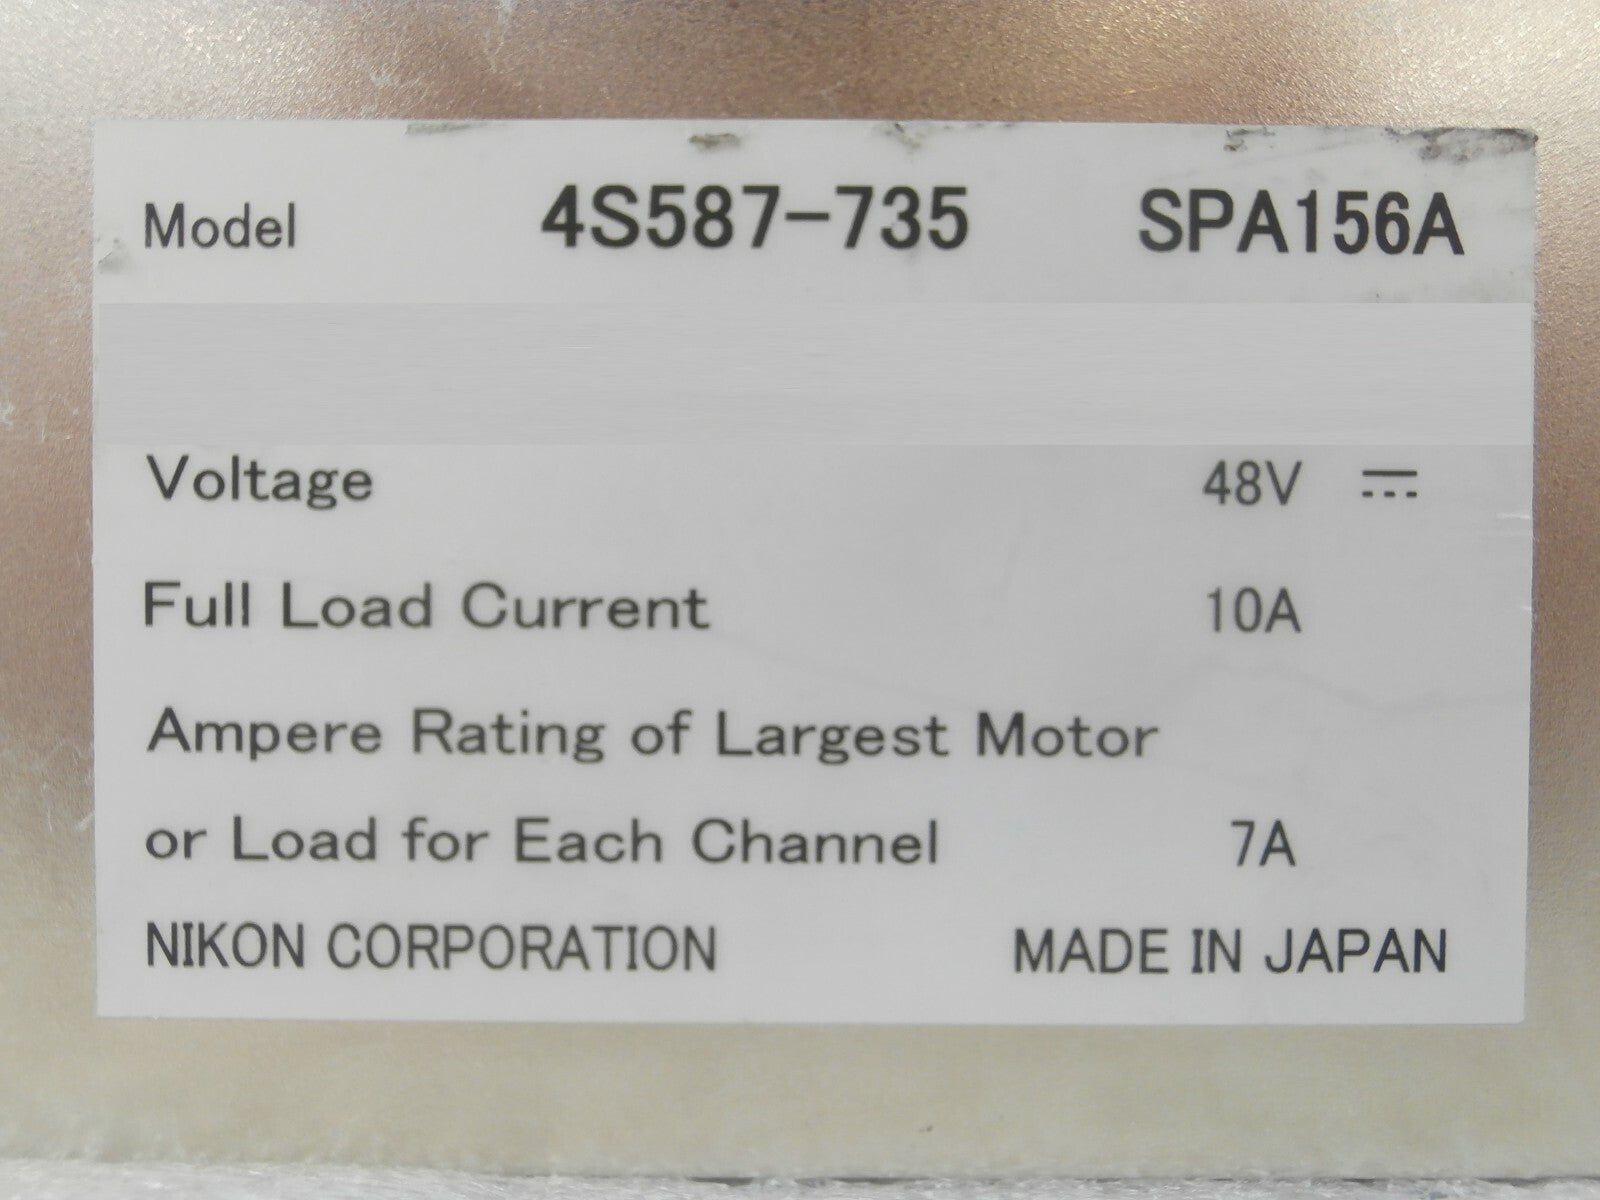 Model 4S587-735 SPA156A
Voltage 48V ⎓
Full Load Current 10A
Ampere Rating of Largest Motor
or Load for Each Channel 7A
NIKON CORPORATION MADE IN JAPAN